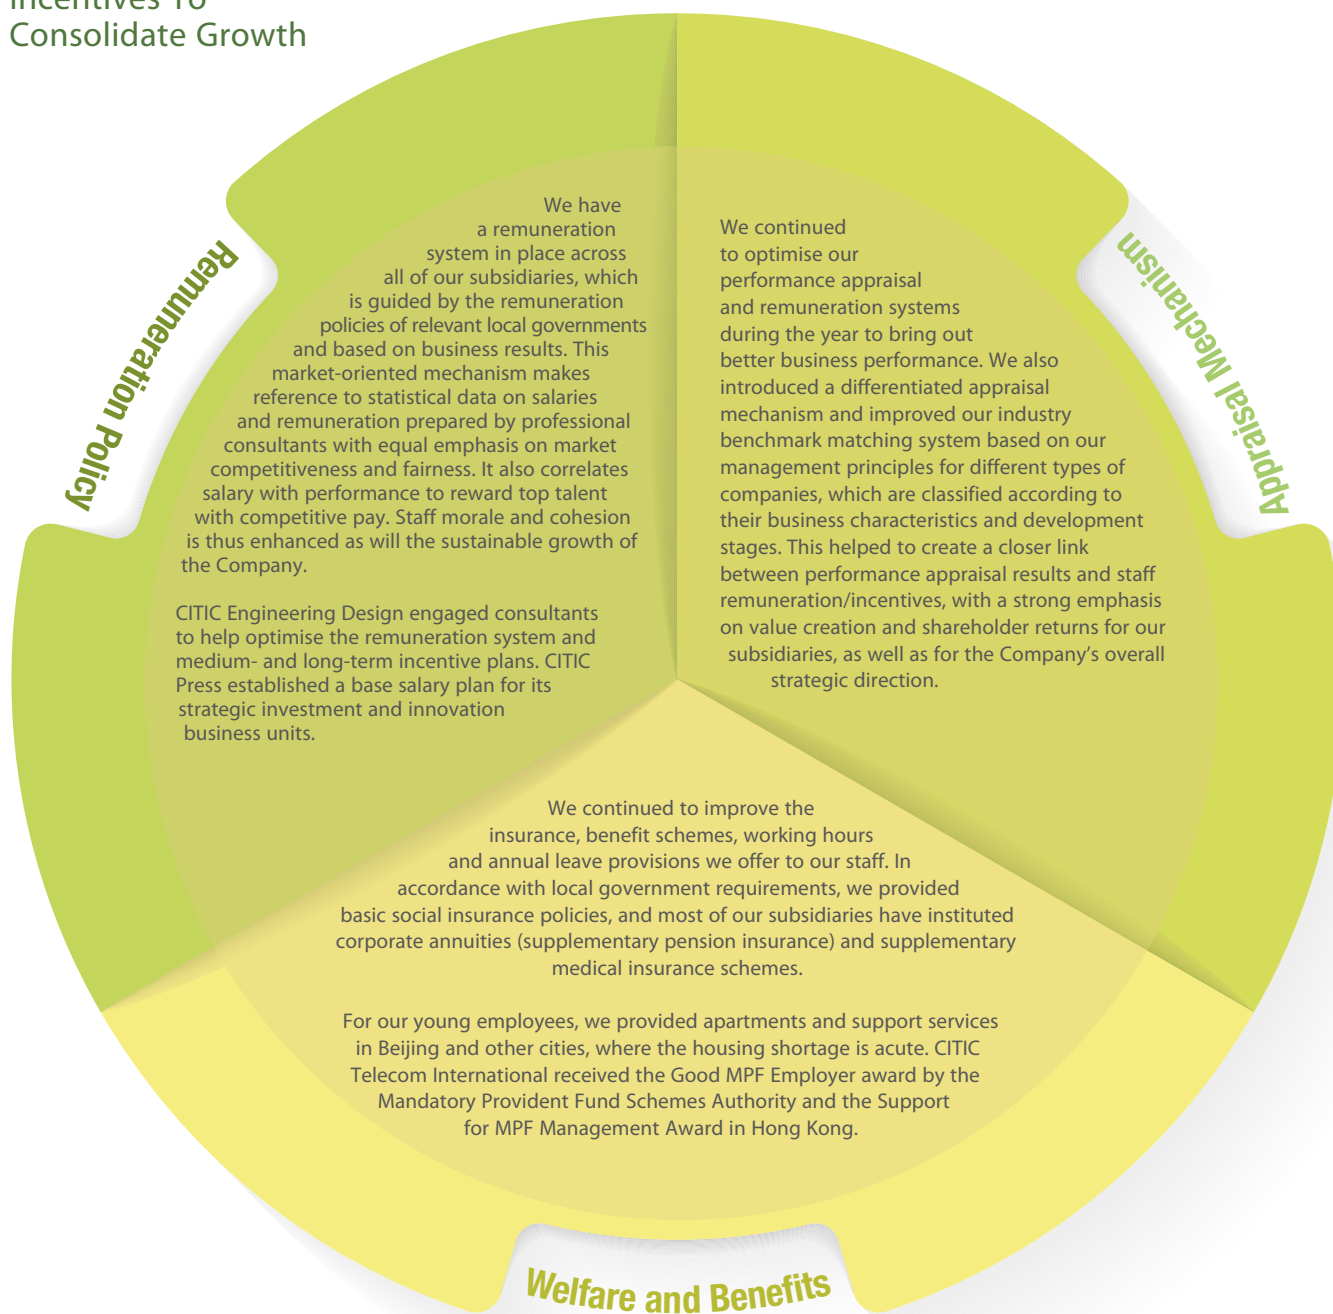 Incentives To
Consolidate Growth
Remuneration Policy
We have
a remuneration
system in place across
all of our subsidiaries, which
is guided by the remuneration
policies of relevant local governments
and based on business results. This
market-oriented mechanism makes
reference to statistical data on salaries
and remuneration prepared by professional
consultants with equal emphasis on market
competitiveness and fairness. It also correlates
salary with performance to reward top talent
with competitive pay. Staff morale and cohesion
is thus enhanced as will the sustainable growth of
the Company.
CITIC Engineering Design engaged consultants
to help optimise the remuneration system and
medium- and long-term incentive plans. CITIC
Press established a base salary plan for its
strategic investment and innovation
business units.
Appraisal Mechanism
We continued
to optimise our
performance appraisal
and remuneration systems
during the year to bring out
better business performance. We also
introduced a differentiated appraisal
mechanism and improved our industry
benchmark matching system based on our
management principles for different types of
companies, which are classified according to
their business characteristics and development
stages. This helped to create a closer link
between performance appraisal results and staff
remuneration/incentives, with a strong emphasis
on value creation and shareholder returns for our
subsidiaries, as well as for the Company’s overall
strategic direction.
We continued to improve the
insurance, benefit schemes, working hours
and annual leave provisions we offer to our staff. In
accordance with local government requirements, we provided
basic social insurance policies, and most of our subsidiaries have instituted
corporate annuities (supplementary pension insurance) and supplementary
medical insurance schemes.
For our young employees, we provided apartments and support services
in Beijing and other cities, where the housing shortage is acute. CITIC
Telecom International received the Good MPF Employer award by the
Mandatory Provident Fund Schemes Authority and the Support
for MPF Management Award in Hong Kong.
Welfare and Benefits